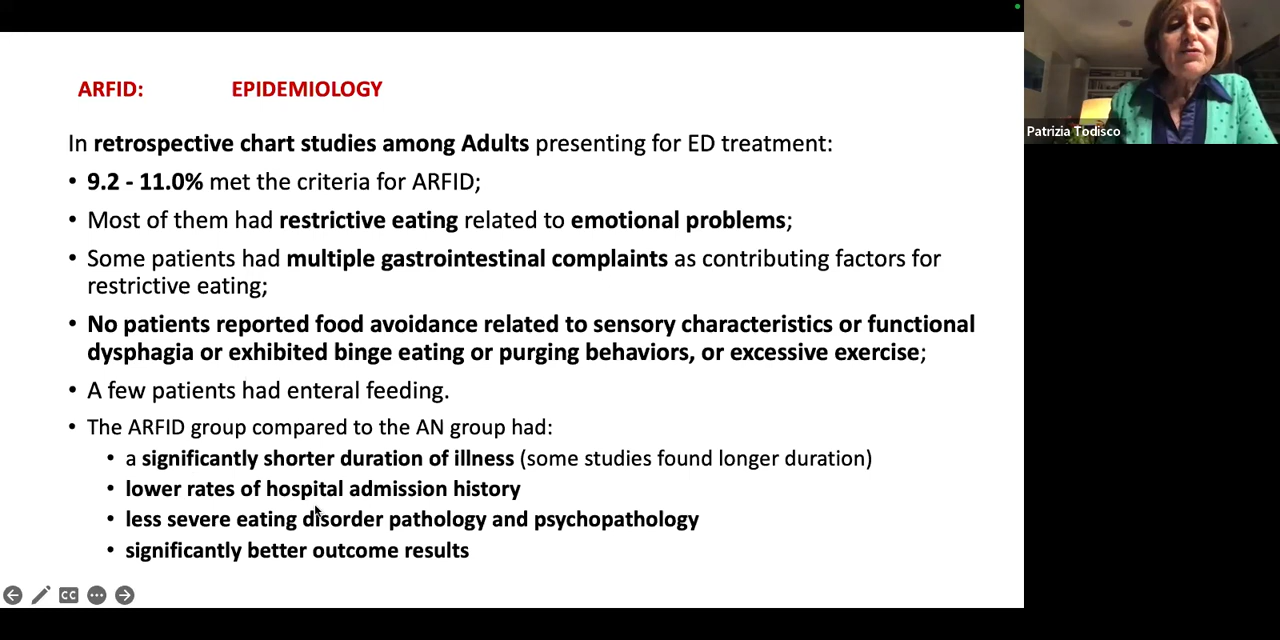 ARFID: EPIDEMIOLOGY
In retrospective chart studies among Adults presenting for ED treatment:
• 9.2 - 11.0% met the criteria for ARFID;
• Most of them had restrictive eating related to emotional problems;
• Some patients had multiple gastrointestinal complaints as contributing factors for
restrictive eating;
• No patients reported food avoidance related to sensory characteristics or functional
dysphagia or exhibited binge eating or purging behaviors, or excessive exercise;
• A few patients had enteral feeding.
• The ARFID group compared to the AN group had:
• a significantly shorter duration of illness (some studies found longer duration)
• lower rates of hospital admission history
• less severe eating disorder pathology and psychopathology
• significantly better outcome results
CC
Patrizia Todisco